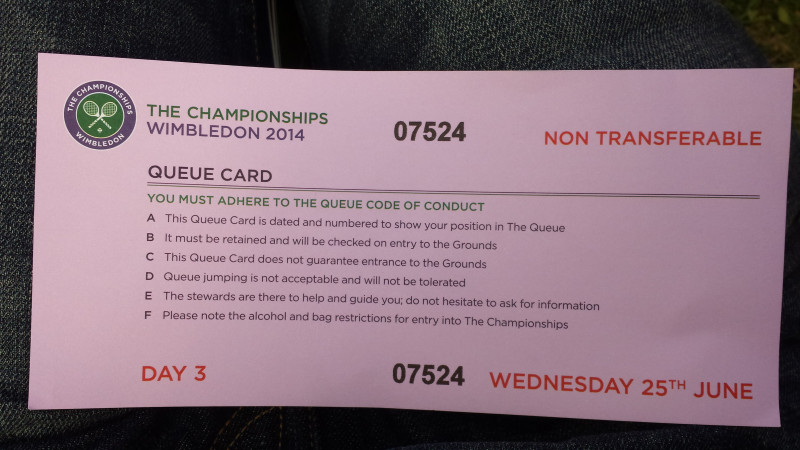 THE CHAMPIONSHIPS
WIMBLEDON
THE CHAMPIONSHIPS
WIMBLEDON 2014
07524
NON TRANSFERABLE
QUEUE CARD
YOU MUST ADHERE TO THE QUEUE CODE OF CONDUCT
A This Queue Card is dated and numbered to show your position in The Queue
B It must be retained and will be checked on entry to the Grounds
C This Queue Card does not guarantee entrance to the Grounds
D Queue jumping is not acceptable and will not be tolerated
E The stewards are there to help and guide you; do not hesitate to ask for information
F Please note the alcohol and bag restrictions for entry into The Championships
DAY 3
07524
WEDNESDAY 25TH JUNE